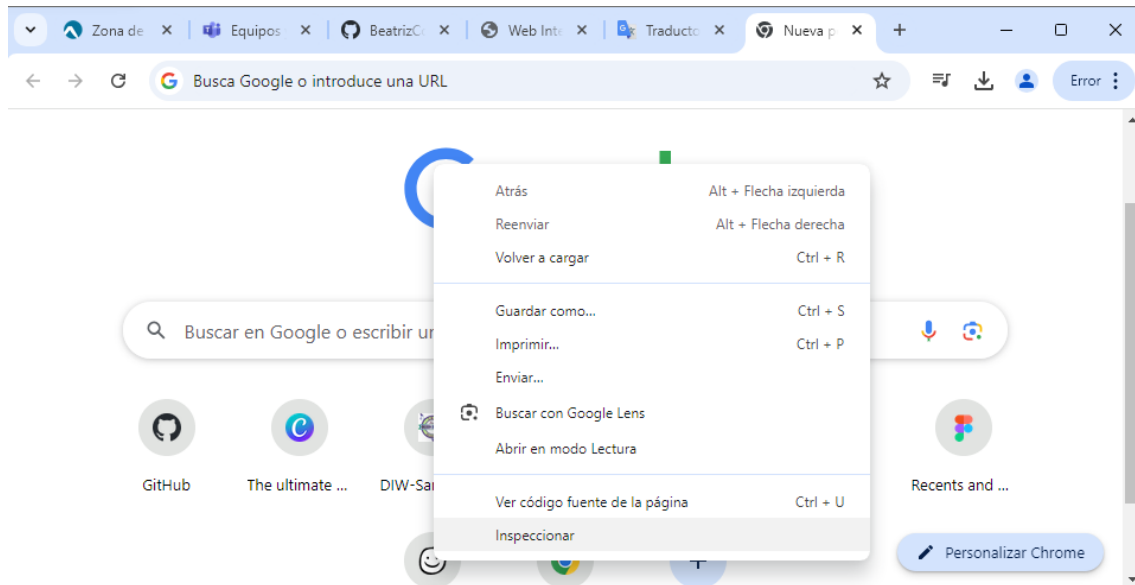 Zona de
Equipos
BeatrizC
Web Inte
Traducto
Nueva p
Busca Google o introduce una URL
Error
Atrás Alt + Flecha izquierda
Reenviar Alt + Flecha derecha
Volver a cargar Ctrl + R
Guardar como... Ctrl + S
Buscar en Google o escribir ur
Imprimir... Ctrl + P
Enviar...
Buscar con Google Lens
Abrir en modo Lectura
GitHub
The ultimate ...
DIW-Sar
Recents and ...
Ver código fuente de la página Ctrl + U
Inspeccionar
Personalizar Chrome